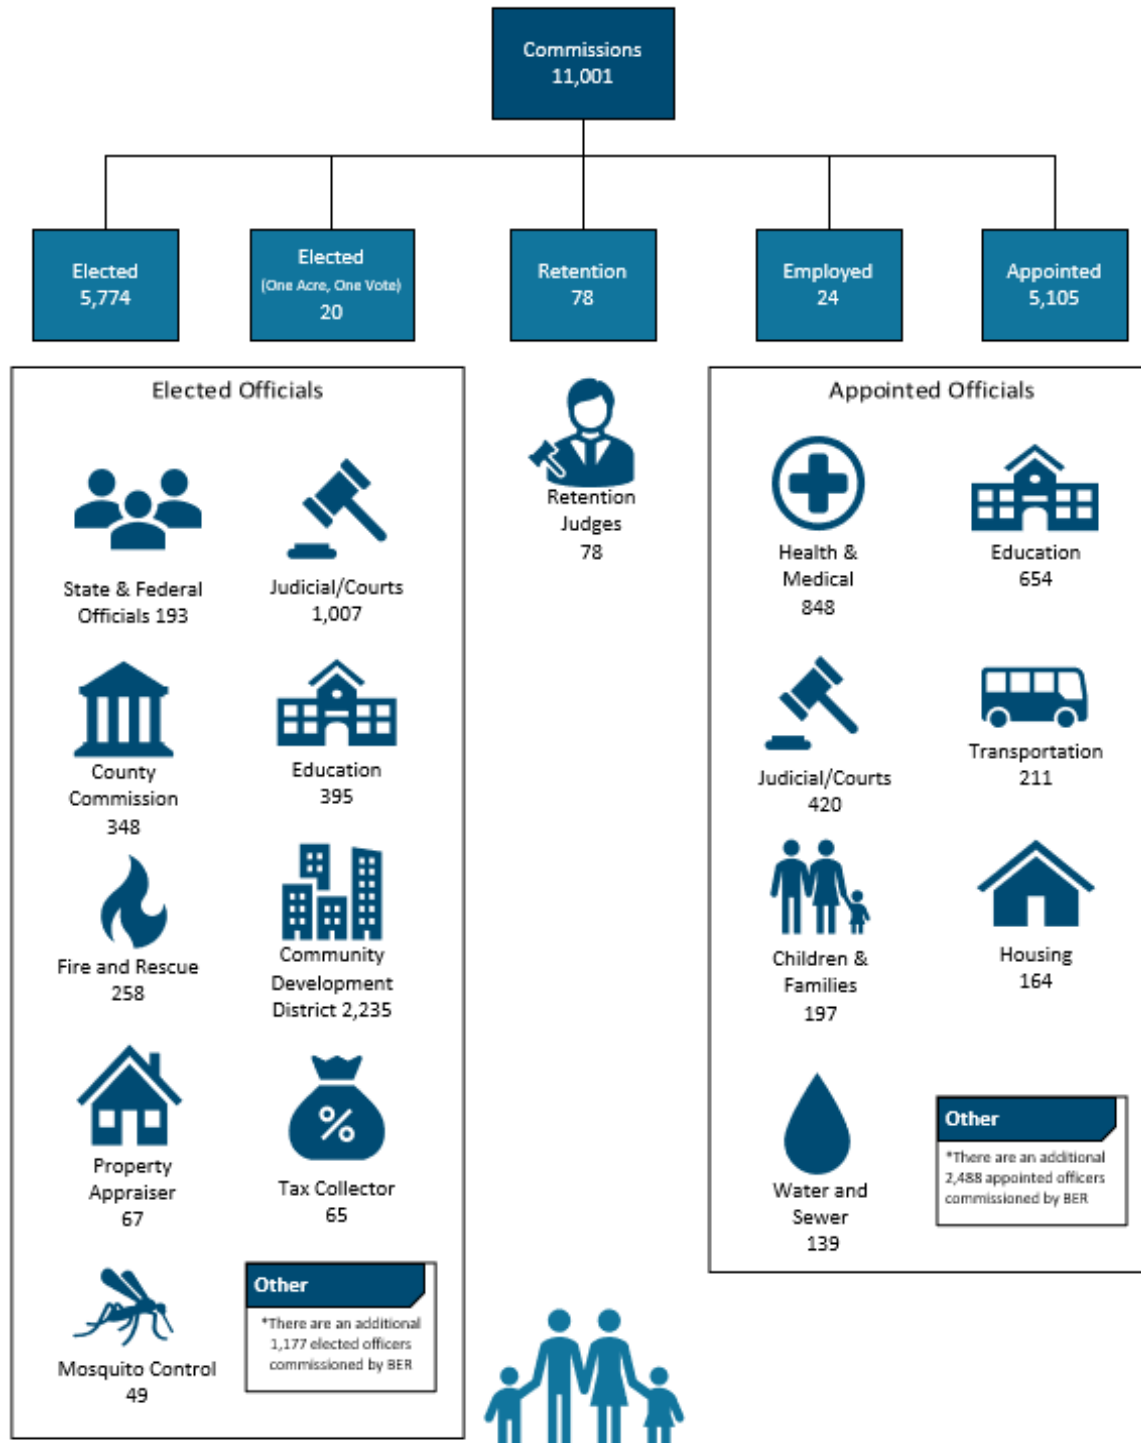 Commissions
11,001
Elected
5,774
Elected
(One Acre, One Vote)
20
Retention
78
Employed
24
Appointed
5,105
Elected Officials
State & Federal
Officials 193
Judicial/Courts
1,007
County
Commission
348
Education
395
Fire and Rescue
258
Community
Development
District 2,235
Property
Appraiser
67
%
Tax Collector
65
Mosquito Control
49
Other
*There are an additional
1,177 elected officers
commissioned by BER
Retention
Judges
78
Appointed Officials
Health &
Medical
848
Education
654
Judicial/Courts
420
Transportation
211
Children &
Families
197
Housing
164
Water and
Sewer
139
Other
*There are an additional
2,488 appointed officers
commissioned by BER